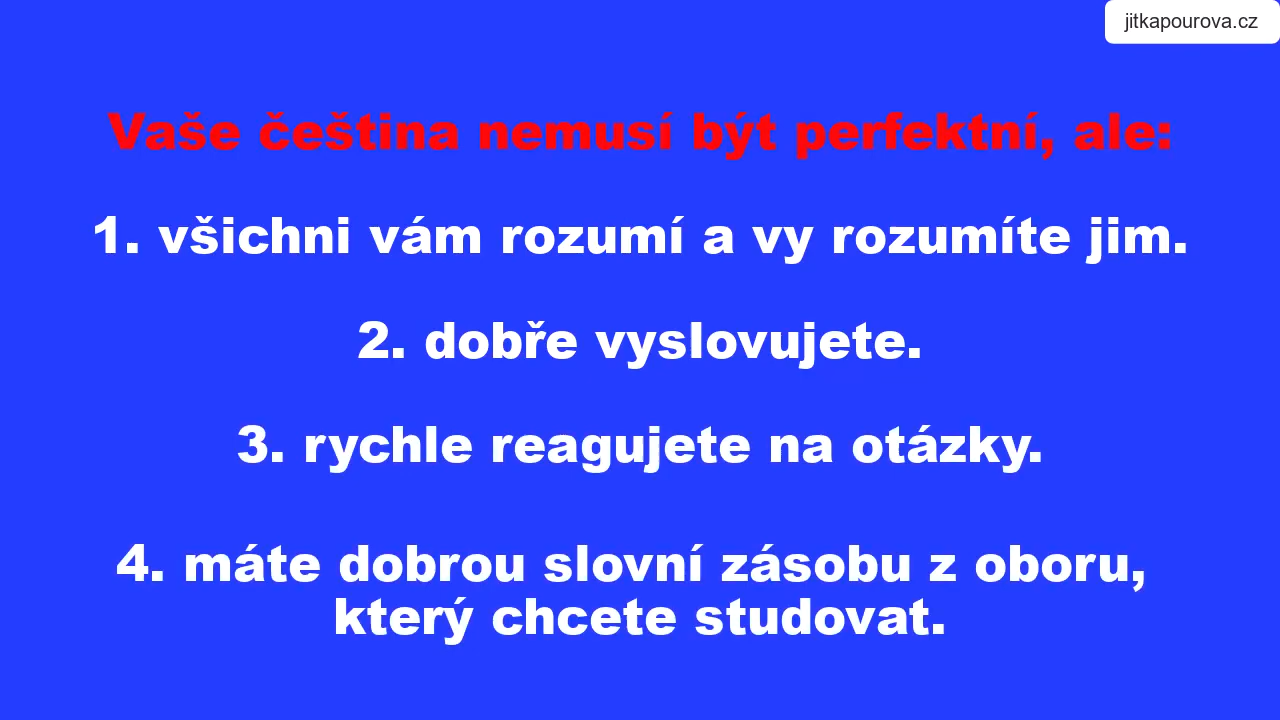 jitkapourova.cz
Vaše čeština nemusí být perfektní, ale:
1. všichni vám rozumí a vy rozumíte jim.
2. dobře vyslovujete.
3. rychle reagujete na otázky.
4. máte dobrou slovní zásobu z oboru,
který chcete studovat.